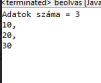 <terminated> beolvas [Java
Adatok száma = 3
10,
20,
30